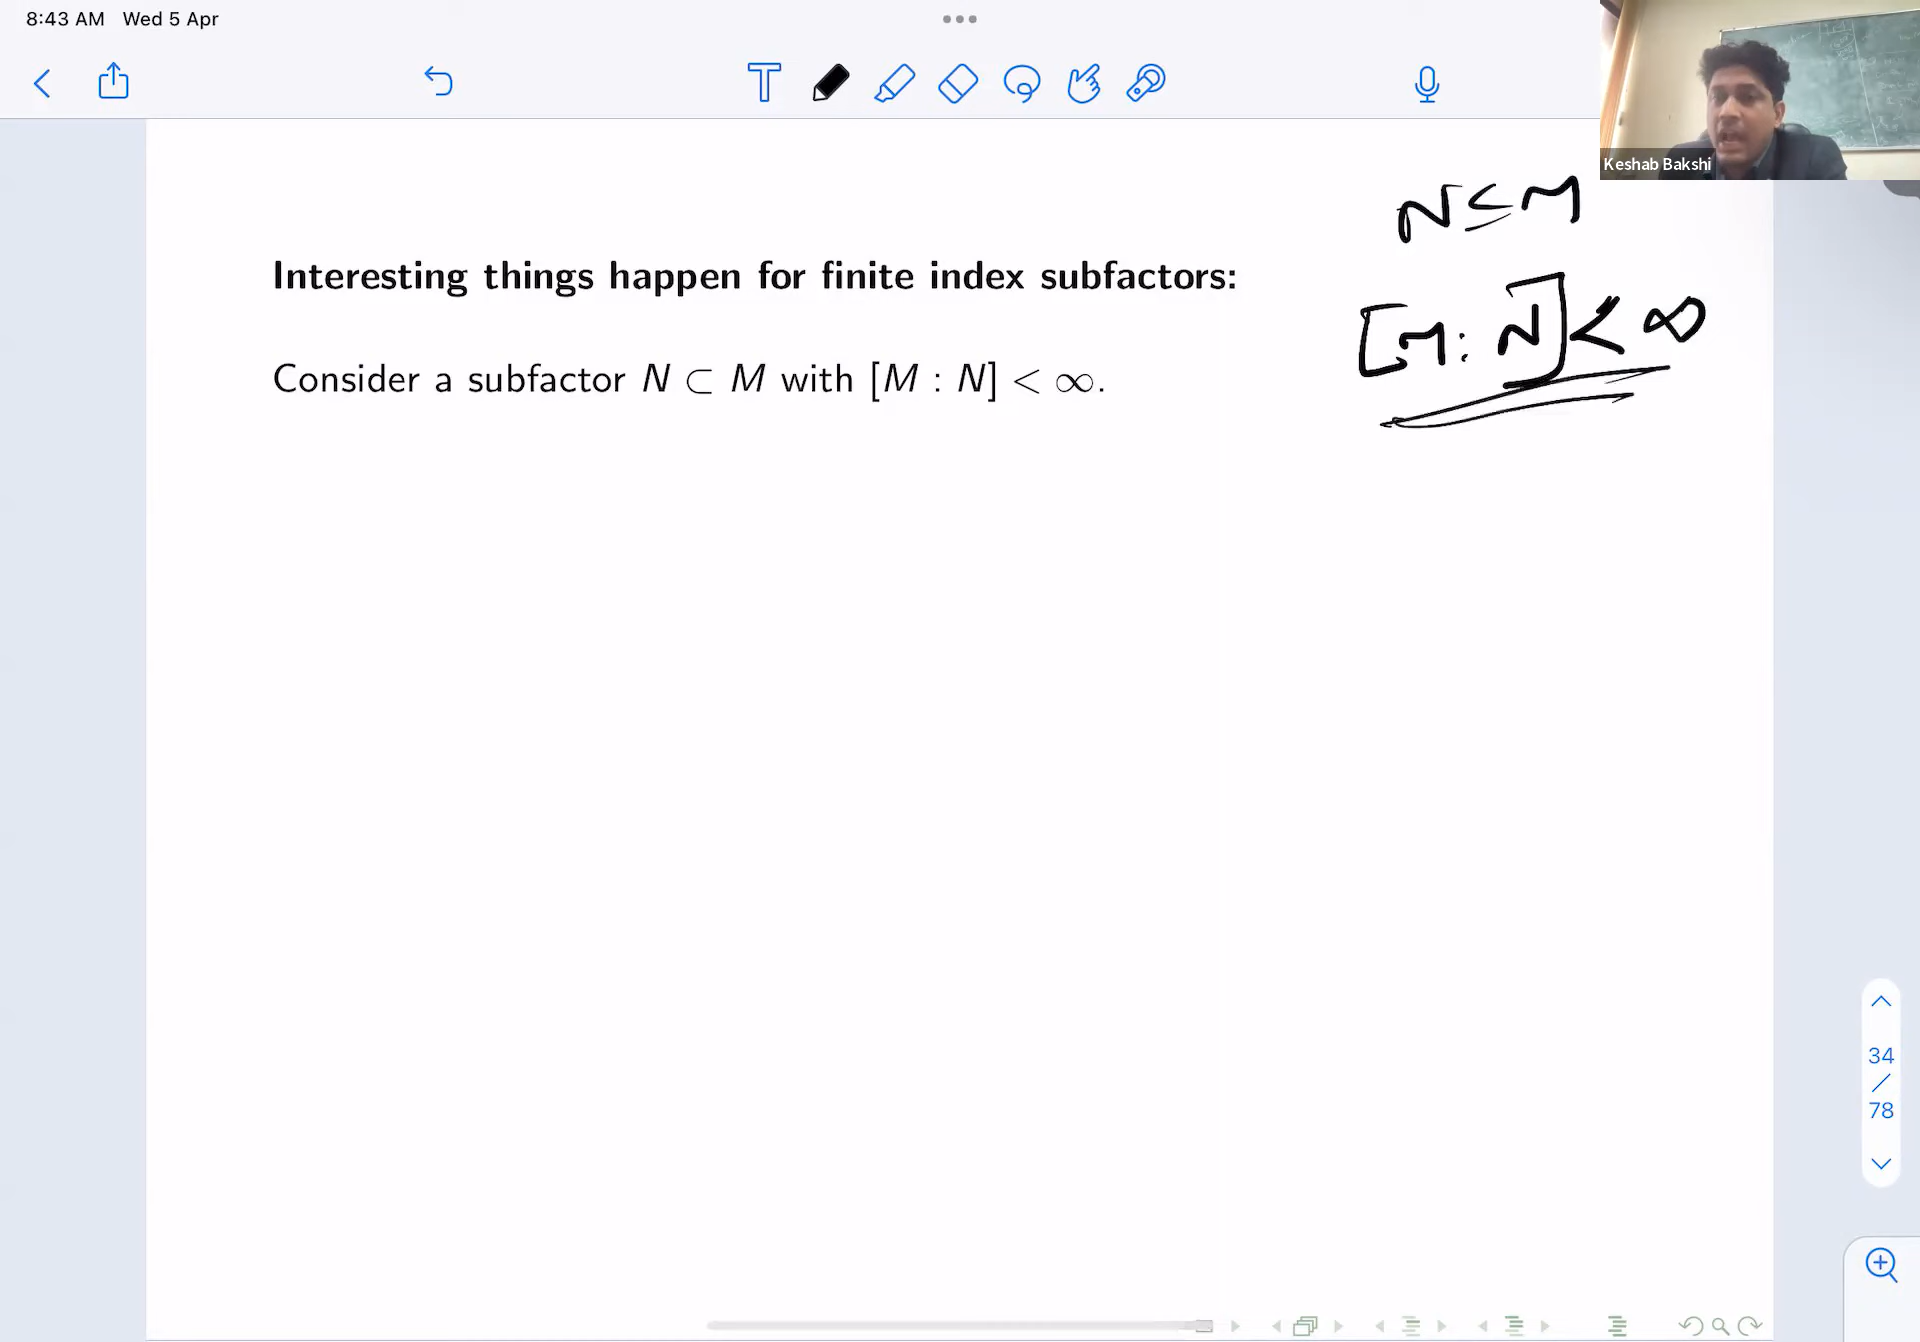 8:43 AM Wed 5 Apr
T
Keshab Bakshi
N ⊆ M
Interesting things happen for finite index subfactors:
[M : N] < ∞
Consider a subfactor N ⊂ M with [M : N] < ∞.
34
/
78